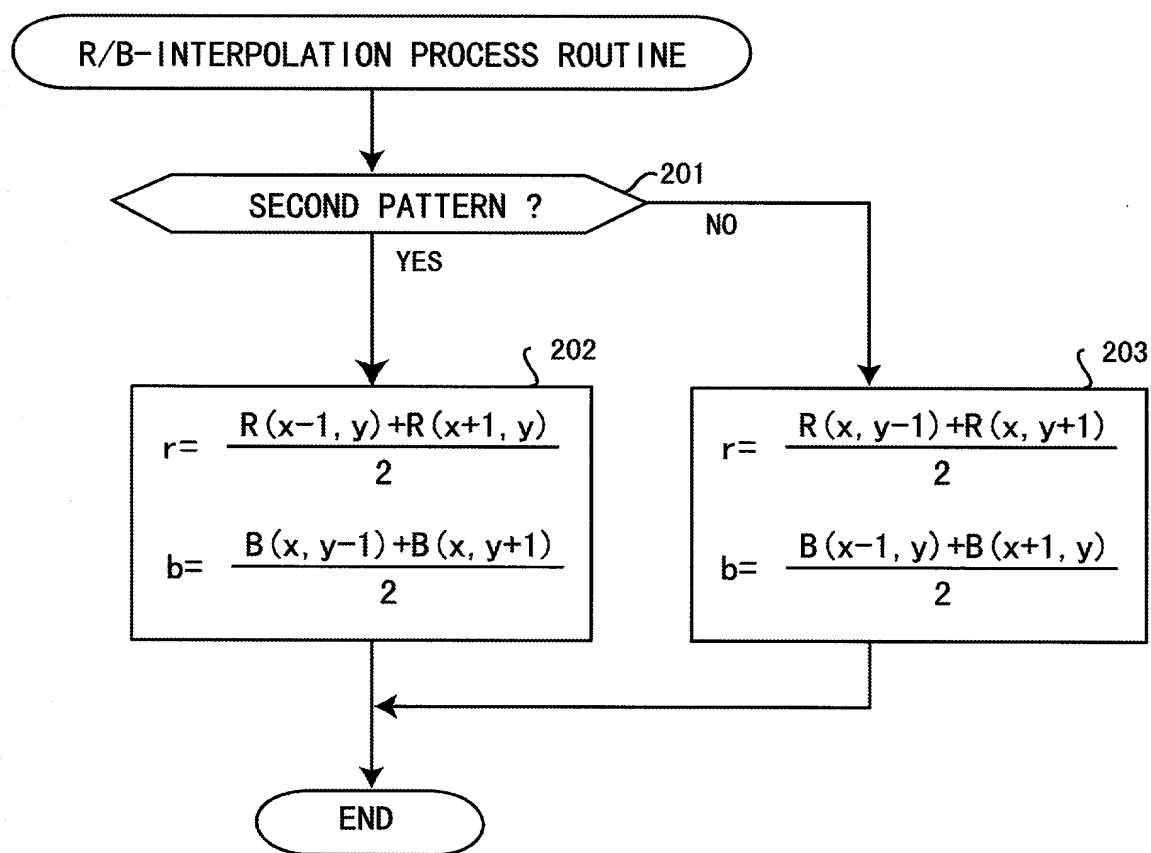 R/B-INTERPOLATION PROCESS ROUTINE
201
SECOND PATTERN ?
NO
YES
202
r= R(x-1, y)+R(x+1, y)
2
b= B(x, y-1)+B(x, y+1)
2
203
r= R(x, y-1)+R(x, y+1)
2
b= B(x-1, y)+B(x+1, y)
2
END